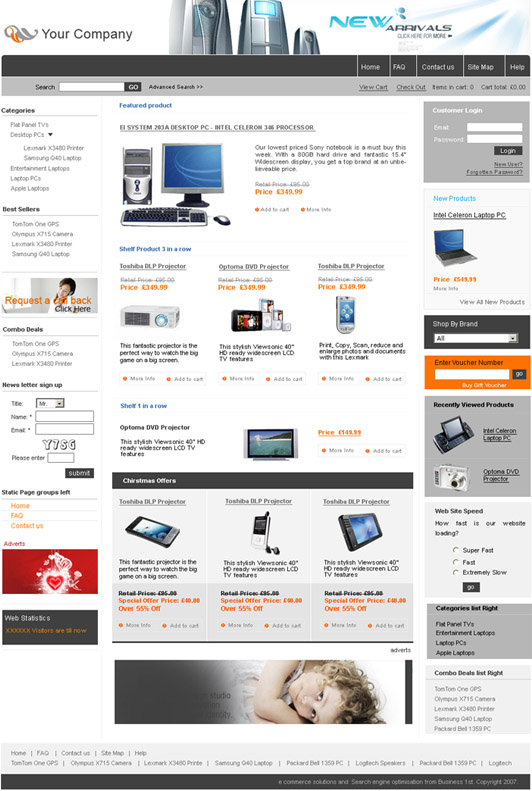 Your Company
NEW ARRIVALS
CLICK HERE FOR MORE
Home FAQ Contact us Site Map Help
Search GO Advanced Search >> View Cart Check Out Items in cart: 0 Cart total: £0.00
Categories
Flat Panel TVs
Desktop PCs
Lexmark X3480 Printer
Samsung Q40 Laptop
Entertainment Laptops
Laptop PCs
Apple Laptops
Best Sellers
TomTom One GPS
Olympus X715 Camera
Lexmark X3480 Printer
Samsung Q40 Laptop
Request a call back
Click Here
Combo Deals
TomTom One GPS
Olympus X715 Camera
Lexmark X3480 Printer
News letter sign up
Title: Mr.
Name: *
Email: *
Y7SG
Please enter
submit
Static Page groups left
Home
FAQ
Contact us
Adverts
Web Statistics
XXXXXX Visitors are till now
Featured product
EI SYSTEM 203A DESKTOP PC - INTEL CELERON 346 PROCESSOR
Our lowest priced Sony notebook is a must buy this week. With a 80GB hard drive and fantastic 15.4"
Widescreen display, you get a top brand at an unbe-
lieveable price.
Retail Price: £95.00
Price £349.99
Add to cart More Info
Shelf Product 3 in a row
Toshiba DLP Projector Optoma DVD Projector Toshiba DLP Projector
Retail Price: £95.00 Retail Price: £95.00 Retail Price: £95.00
Price £349.99 Price £349.99 Price £349.99
This fantastic projector is the perfect way to watch the big game on a big screen.
This stylish Viewsonic 40" HD ready widescreen LCD TV features
Print, Copy, Scan, reduce and enlarge photos and documents with this Lexmark
More Info Add to cart More Info Add to cart More Info Add to cart
Shelf 1 in a row
Optoma DVD Projector
This stylish Viewsonic 40" HD ready widescreen LCD TV features
Price £149.99
More Info Add to cart
Christmas Offers
Toshiba DLP Projector Toshiba DLP Projector Toshiba DLP Projector
This fantastic projector is the perfect way to watch the big game on a big screen.
This stylish Viewsonic 40" HD ready widescreen LCD TV features
This stylish Viewsonic 40" HD ready widescreen LCD TV features
Retail Price: £95.00 Retail Price: £95.00 Retail Price: £95.00
Special Offer Price: £40.00 Special Offer Price: £40.00 Special Offer Price: £40.00
Over 55% Off Over 55% Off Over 55% Off
More Info Add to cart More Info Add to cart More Info Add to cart
adverts
Studio
Customer Login
Email:
Password:
Login
New User?
Forgotten Password?
New Products
Intel Celeron Laptop PC
Price £549.99
More Info
View All New Products
Shop By Brand
All
Enter Voucher Number
go
Buy Gift Voucher
Recently Viewed Products
Intel Celeron
Laptop PC
Optoma DVD
Projector
Web Site Speed
How fast is our website
loading?
Super Fast
Fast
Extremely Slow
go
Categories list Right
Flat Panel TVs
Entertainment Laptops
Laptop PCs
Apple Laptops
Combo Deals list Right
TomTom One GPS
Olympus X715 Camera
Lexmark X3480 Printer
Samsung Q40 Laptop
Packard Bell 1359 PC
Home | FAQ | Contact us | Site Map | Help
TomTom One GPS | Olympus X715 Camera | Lexmark X3480 Printe | Samsung Q40 Laptop | Packard Bell 1359 PC | Logitech Speakers | Packard Bell 1359 PC | Logitech
e commerce solutions and Search engine optimisation from Business 1st. Copyright 2007.